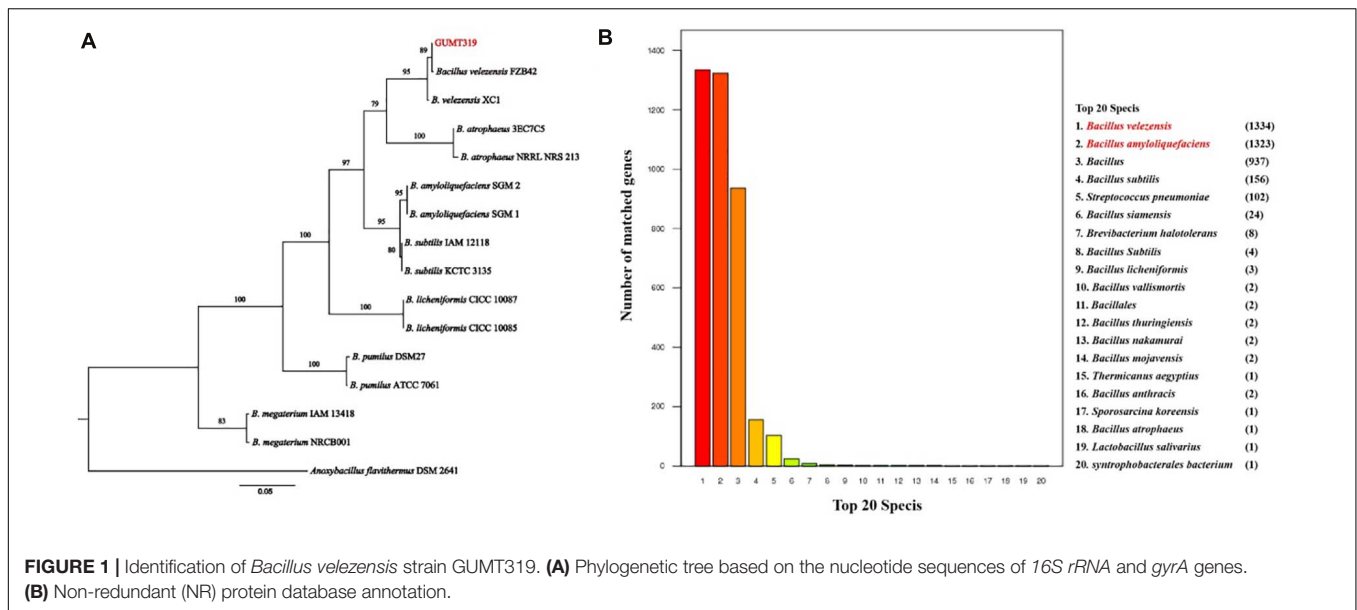 A
GUMT319
89
Bacillus velezensis FZB42
95
B. velezensis XC1
79
B. atrophaeus 3EC7C5
100
B. atrophaeus NRRL NRS 213
97
B. amyloliquefaciens SGM 2
95
B. amyloliquefaciens SGM 1
95
B. subtilis IAM 12118
80
B. subtilis KCTC 3135
100
B. licheniformis CICC 10087
100
B. licheniformis CICC 10085
100
B. pumilus DSM27
100
B. pumilus ATCC 7061
B. megaterium IAM 13418
83
B. megaterium NRCB001
Anoxybacillus flavithermus DSM 2641
0.05
B
Number of matched genes
1400
1200
1000
800
600
400
200
0
1 2 3 4 5 6 7 8 9 10 11 12 13 14 15 16 17 18 19 20
Top 20 Specis
Top 20 Specis
1. Bacillus velezensis (1334)
2. Bacillus amyloliquefaciens (1323)
3. Bacillus (937)
4. Bacillus subtilis (156)
5. Streptococcus pneumoniae (102)
6. Bacillus siamensis (24)
7. Brevibacterium halotolerans (8)
8. Bacillus Subtilis (4)
9. Bacillus licheniformis (3)
10. Bacillus vallismortis (2)
11. Bacillales (2)
12. Bacillus thuringiensis (2)
13. Bacillus nakamurai (2)
14. Bacillus mojavensis (2)
15. Thermicanus aegyptius (1)
16. Bacillus anthracis (2)
17. Sporosarcina koreensis (1)
18. Bacillus atrophaeus (1)
19. Lactobacillus salivarius (1)
20. syntrophobacterales bacterium (1)
FIGURE 1 | Identification of Bacillus velezensis strain GUMT319. (A) Phylogenetic tree based on the nucleotide sequences of 16S rRNA and gyrA genes.
(B) Non-redundant (NR) protein database annotation.